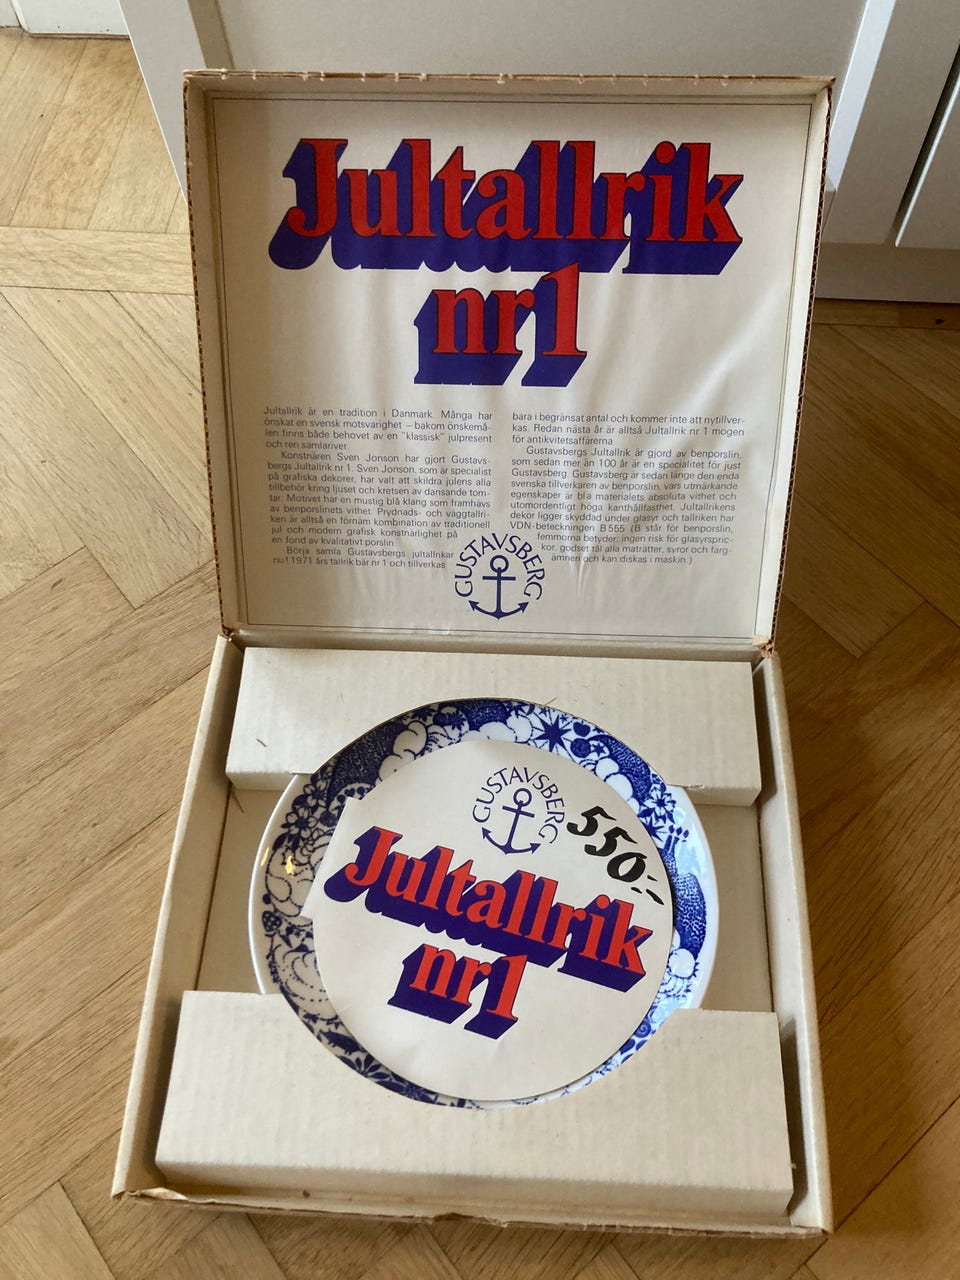 Jultallrik
nr1
Jultallrik är en tradition i Danmark. Många har
önskat en svensk motsvarighet – bakom önskemå-
len finns både behovet av en "klassisk" julpresent
och ren samlariver.
Konstnären Sven Jonson har gjort Gustavs-
bergs Jultallrik nr 1. Sven Jonson, som är specialist
på grafiska dekorer, har valt att skildra julens alla
tillbehör kring ljuset och kretsen av dansande tom-
tar. Motivet har en mustig blå klang som framhävs
av benporslinets vithet. Prydnads- och väggtallri-
ken är alltså en förnäm kombination av traditionell
jul och modern grafisk konstnärlighet på
en fond av kvalitativt porslin.
Börja samla Gustavsbergs jultallrikar
nu! 1971 års tallrik bär nr 1 och tillverkas
bara i begränsat antal och kommer inte att nytillver-
kas. Redan nästa år är alltså Jultallrik nr 1 mogen
för antikvitetsaffärerna.
Gustavsbergs Jultallrik är gjord av benporslin,
som sedan mer än 100 år är en specialitet för just
Gustavsberg. Gustavsberg är sedan länge den enda
svenska tillverkaren av benporslin, vars utmärkande
egenskaper är bl a materialets absoluta vithet och
utomordentligt höga kanthållfasthet. Jultallrikens
dekor ligger skyddad under glasyr och tallriken har
VDN-beteckningen B555 (B står för benporslin,
femmorna betyder: ingen risk för glasyrspric-
kor, godset tål alla maträtter, syror och färg-
ämnen och kan diskas i maskin.)
GUSTAVSBERG
GUSTAVSBERG
550:-
Jultallrik
nr1